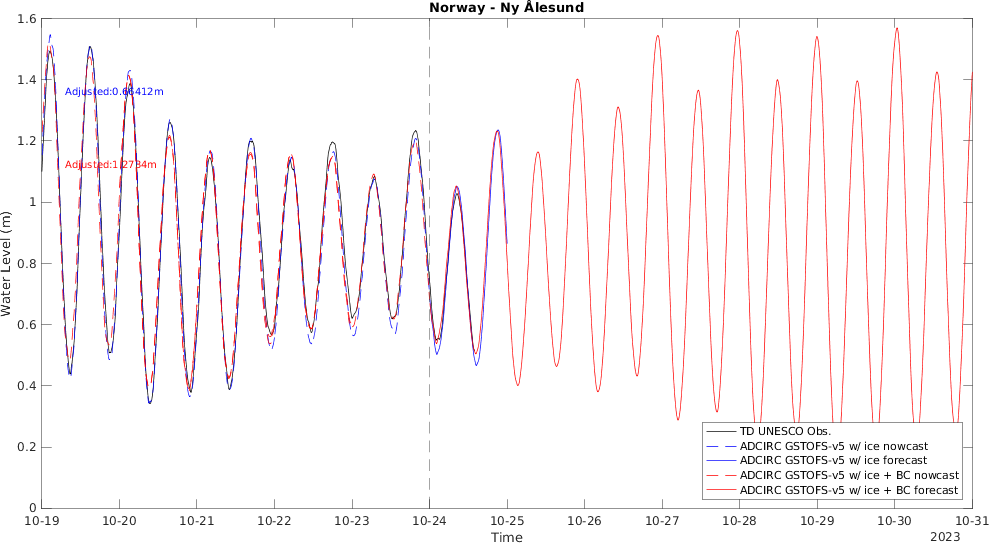 Norway - Ny Ålesund
1.6
1.4
1.2
1
0.8
0.6
0.4
0.2
0
Water Level (m)
Adjusted:0.66412m
Adjusted:1.2734m
TD UNESCO Obs.
ADCIRC GSTOFS-v5 w/ ice nowcast
ADCIRC GSTOFS-v5 w/ ice forecast
ADCIRC GSTOFS-v5 w/ ice + BC nowcast
ADCIRC GSTOFS-v5 w/ ice + BC forecast
10-19 10-20 10-21 10-22 10-23 10-24 10-25 10-26 10-27 10-28 10-29 10-30 10-31
Time
2023